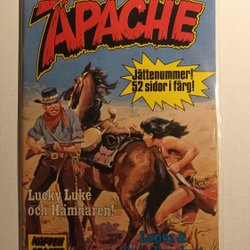 APACHE
Jättenummer!
52 sidor i färg!
Lucky Luke
och Hämnaren!